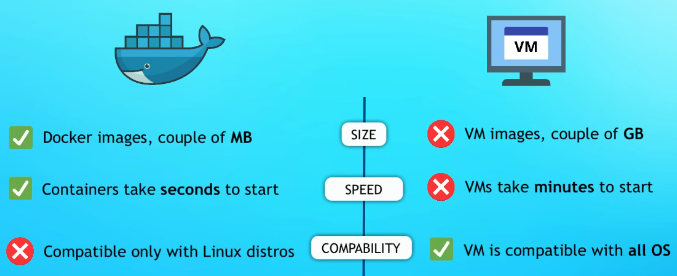 VM
Docker images, couple of MB
SIZE
VM images, couple of GB
Containers take seconds to start
SPEED
VMs take minutes to start
Compatible only with Linux distros
COMPABILITY
VM is compatible with all OS